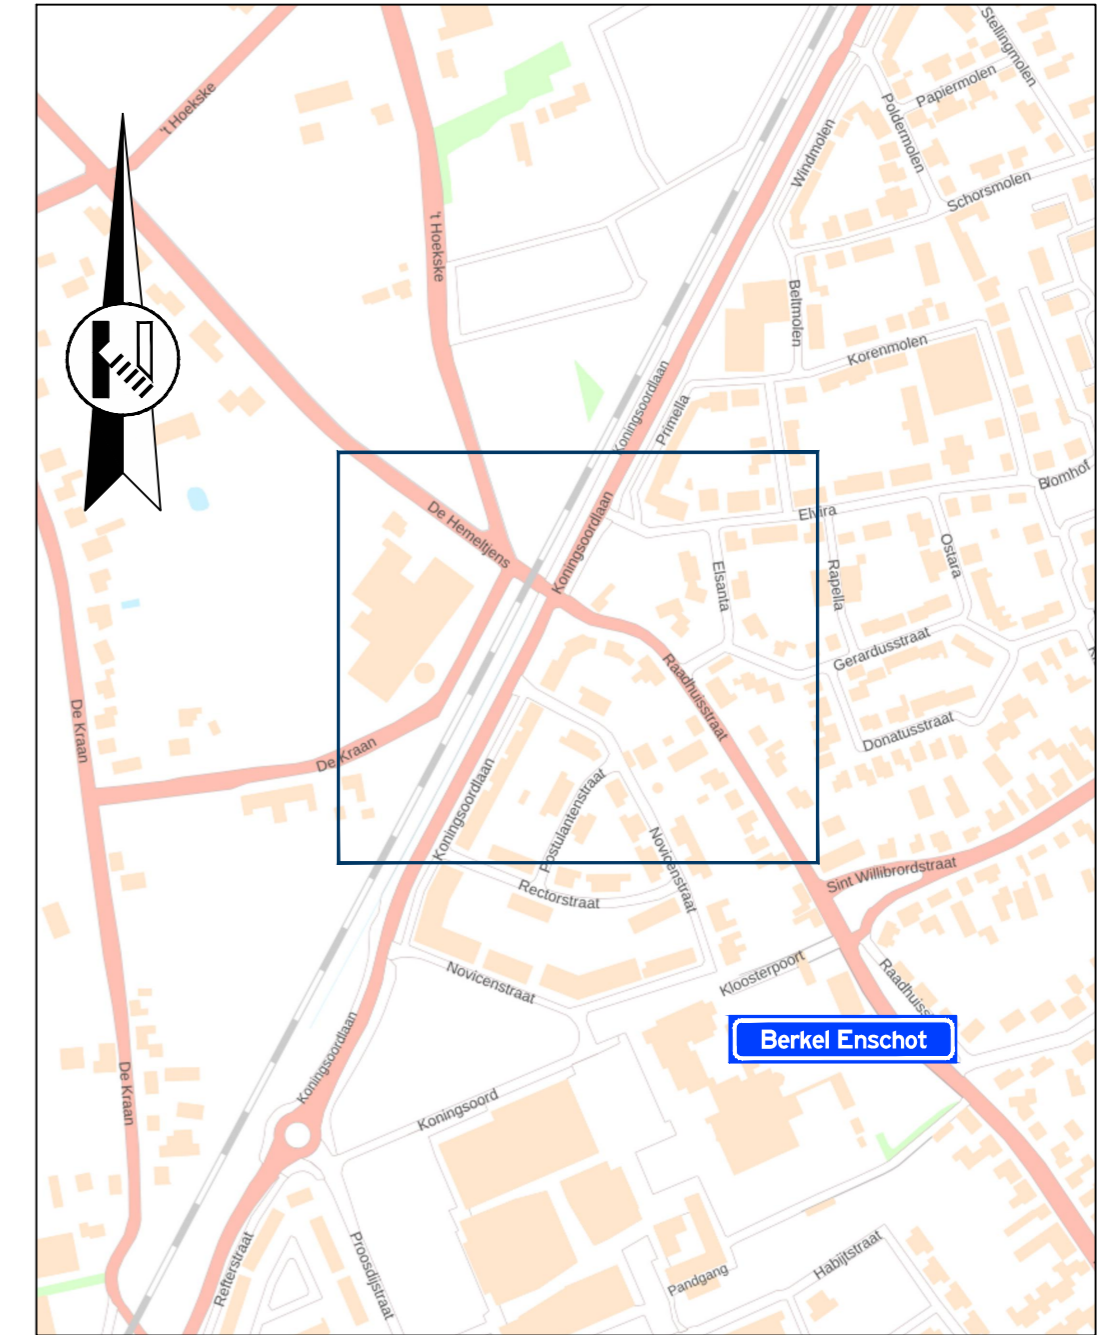 Stellingmolen
Papiermolen
't Hoekske
Poldermolen
Windmolen
Schorsmolen
't Hoekske
Beltmolen
Korenmolen
Koningsoordlaan
Primella
Blomhof
De Hemeltjens
Koningsoordlaan
Elvira
Ostara
Elsanta
Rapella
Gerardusstraat
Raadhuisstraat
De Kraan
Donatusstraat
De Kraan
Koningsoordlaan
Postulantenstraat
Novicenstraat
Sint Willibrordstraat
Rectorstraat
Kloosterpoort
Novicenstraat
Raadhuiss
Berkel Enschot
Koningsoordlaan
De Kraan
Koningsoord
Refterstraat
Proosdijstraat
Habijtstraat
Pandgang